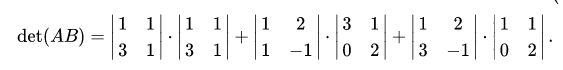 det(AB) = |1 1; 3 1| · |1 1; 3 1| + |1 2; 1 −1| · |3 1; 0 2| + |1 2; 3 −1| · |1 1; 0 2|.